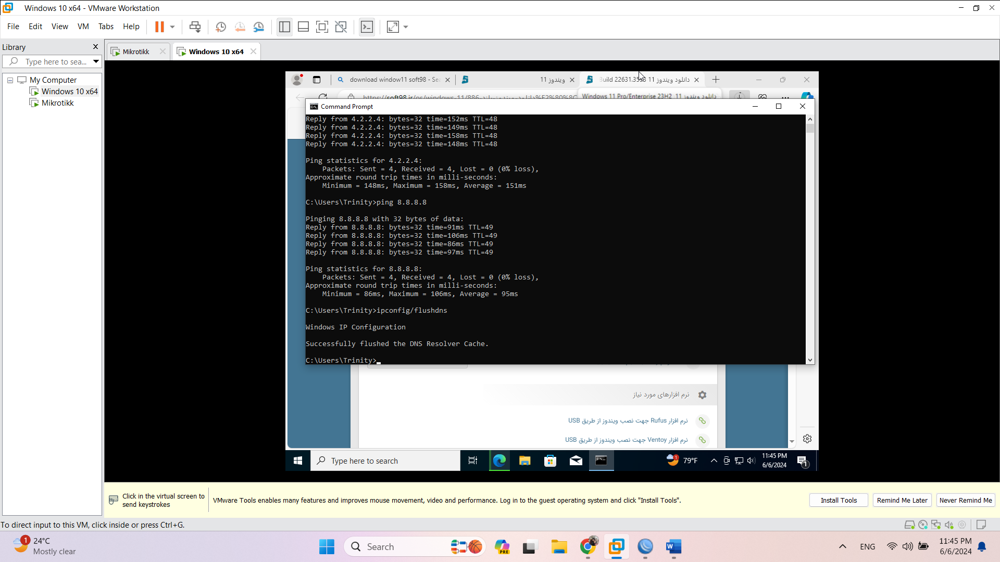 Windows 10 x64 - VMware Workstation
File Edit View VM Tabs Help
Library
Type here to sea...
My Computer
Windows 10 x64
Mikrotikk
Mikrotikk
Windows 10 x64
download window11 soft98 - Sea
ویندوز 11
دانلود ویندوز 11 Build 22631.3593
دانلود ویندوز 11 Windows 11 Pro/Enterprise 23H2
Command Prompt
Reply from 4.2.2.4: bytes=32 time=152ms TTL=48
Reply from 4.2.2.4: bytes=32 time=149ms TTL=48
Reply from 4.2.2.4: bytes=32 time=158ms TTL=48
Reply from 4.2.2.4: bytes=32 time=148ms TTL=48
Ping statistics for 4.2.2.4:
Packets: Sent = 4, Received = 4, Lost = 0 (0% loss),
Approximate round trip times in milli-seconds:
Minimum = 148ms, Maximum = 158ms, Average = 151ms
C:\Users\Trinity>ping 8.8.8.8
Pinging 8.8.8.8 with 32 bytes of data:
Reply from 8.8.8.8: bytes=32 time=91ms TTL=49
Reply from 8.8.8.8: bytes=32 time=106ms TTL=49
Reply from 8.8.8.8: bytes=32 time=86ms TTL=49
Reply from 8.8.8.8: bytes=32 time=97ms TTL=49
Ping statistics for 8.8.8.8:
Packets: Sent = 4, Received = 4, Lost = 0 (0% loss),
Approximate round trip times in milli-seconds:
Minimum = 86ms, Maximum = 106ms, Average = 95ms
C:\Users\Trinity>ipconfig/flushdns
Windows IP Configuration
Successfully flushed the DNS Resolver Cache.
C:\Users\Trinity>
نرم افزارهای مورد نیاز
نرم افزار Rufus جهت نصب ویندوز از طریق USB
نرم افزار Ventoy جهت نصب ویندوز از طریق USB
Type here to search
1
79°F
11:45 PM
6/6/2024
1
Click in the virtual screen to
send keystrokes
VMware Tools enables many features and improves mouse movement, video and performance. Log in to the guest operating system and click "Install Tools".
Install Tools
Remind Me Later
Never Remind Me
To direct input to this VM, click inside or press Ctrl+G.
1
24°C
Mostly clear
Search
PRE
ENG
11:45 PM
6/6/2024